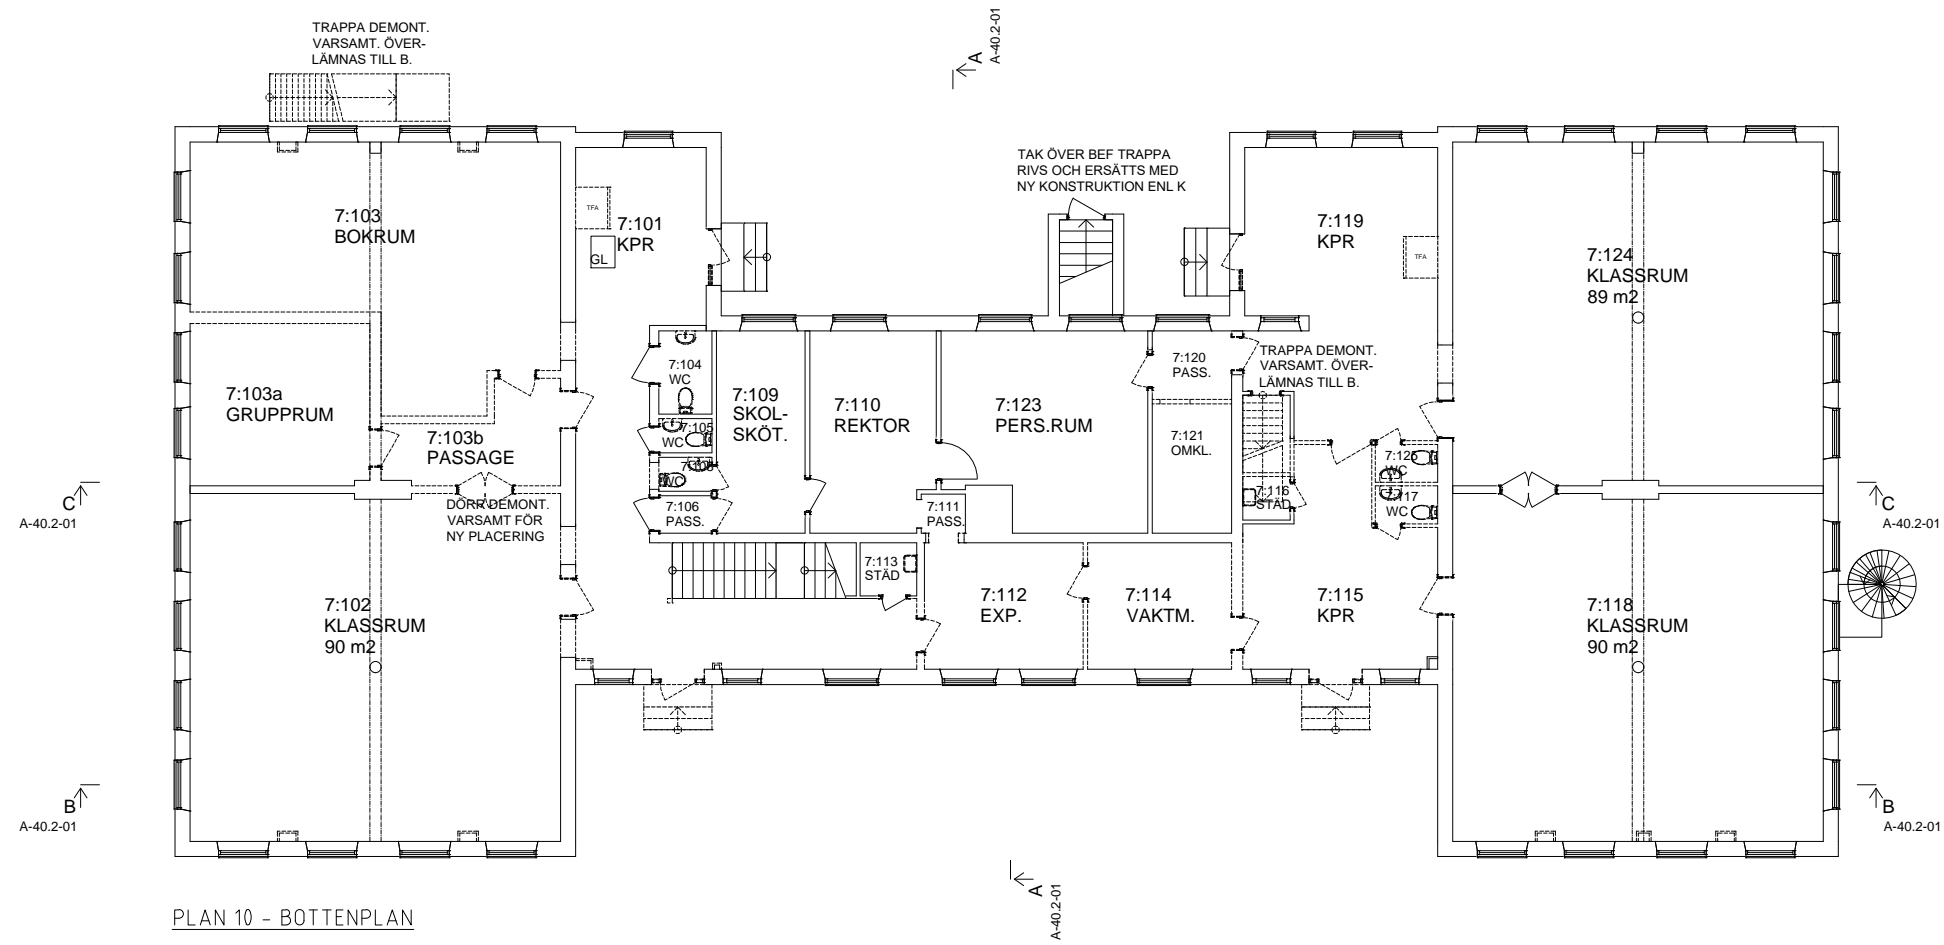 TRAPPA DEMONT.
VARSAMT. ÖVER-
LÄMNAS TILL B.
A
A-40.2-01
TAK ÖVER BEF TRAPPA
RIVS OCH ERSÄTTS MED
NY KONSTRUKTION ENL K
7:103
BOKRUM
TFA
7:101
KPR
GL
7:119
KPR
TFA
7:124
KLASSRUM
89 m2
7:103a
GRUPPRUM
7:103b
PASSAGE
7:104
WC
7:105
WC
WC
7:106
PASS.
7:109
SKOL-
SKÖT.
7:110
REKTOR
7:123
PERS.RUM
7:120
PASS.
7:121
OMKL.
TRAPPA DEMONT.
VARSAMT. ÖVER-
LÄMNAS TILL B.
7:116
STÄD
7:125
WC
7:117
WC
7:111
PASS.
C
A-40.2-01
DÖRR DEMONT.
VARSAMT FÖR
NY PLACERING
C
A-40.2-01
7:113
STÄD
7:102
KLASSRUM
90 m2
7:112
EXP.
7:114
VAKTM.
7:115
KPR
7:118
KLASSRUM
90 m2
B
A-40.2-01
B
A-40.2-01
A
A-40.2-01
PLAN 10 - BOTTENPLAN